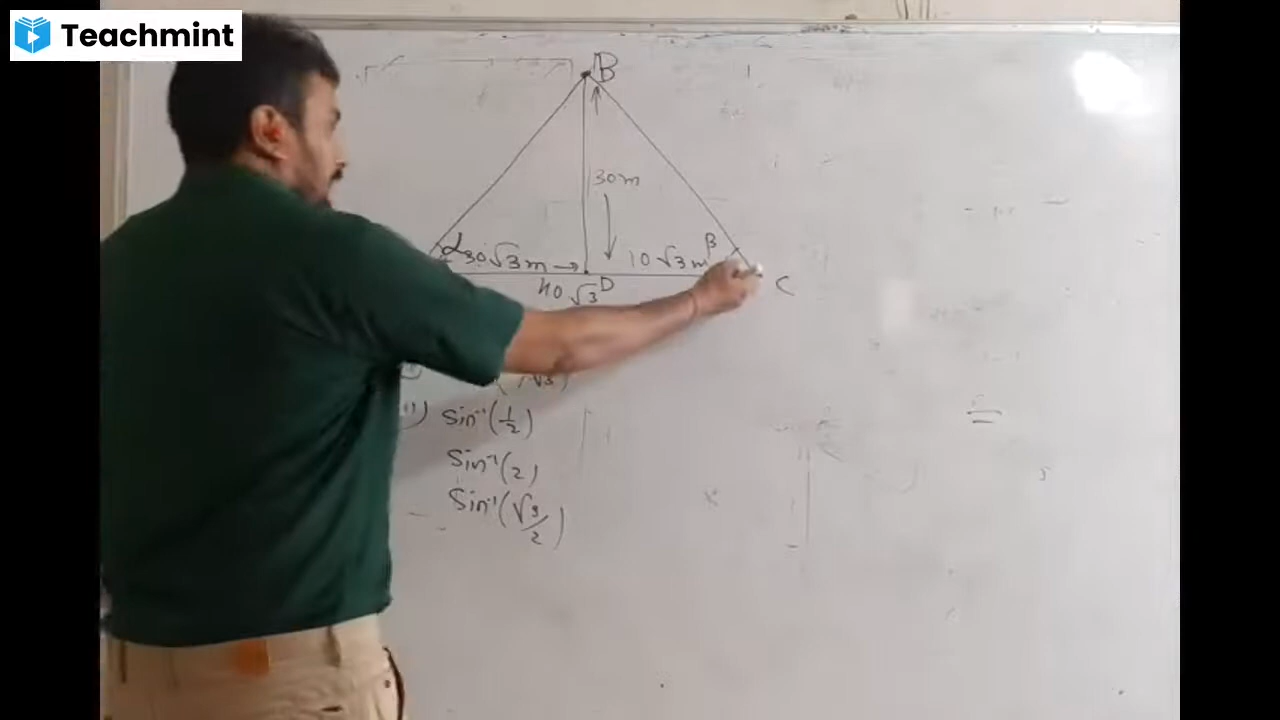 Teachmint
B
30m
α 30√3m → 10√3m β
40√3 D C
sin⁻¹(1/2)
sin⁻¹(2)
sin⁻¹(√3/2)